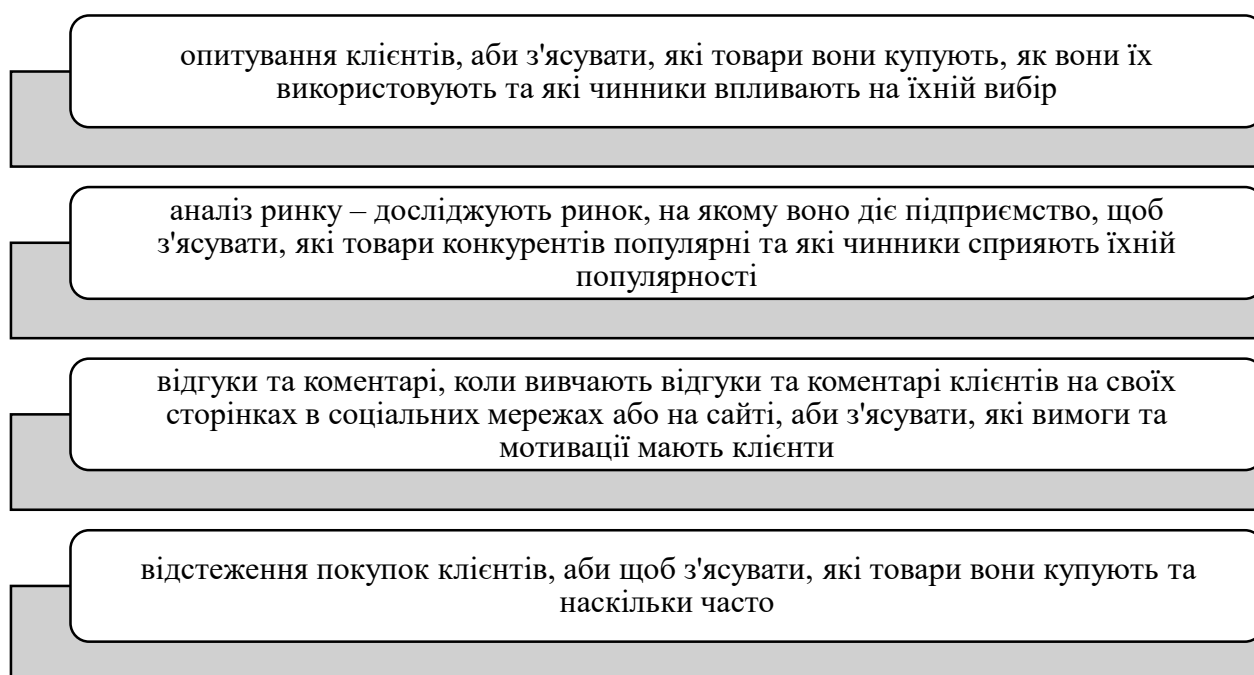 опитування клієнтів, аби з'ясувати, які товари вони купують, як вони їх
використовують та які чинники впливають на їхній вибір
аналіз ринку – досліджують ринок, на якому воно діє підприємство, щоб
з'ясувати, які товари конкурентів популярні та які чинники сприяють їхній
популярності
відгуки та коментарі, коли вивчають відгуки та коментарі клієнтів на своїх
сторінках в соціальних мережах або на сайті, аби з'ясувати, які вимоги та
мотивації мають клієнти
відстеження покупок клієнтів, аби щоб з'ясувати, які товари вони купують та
наскільки часто